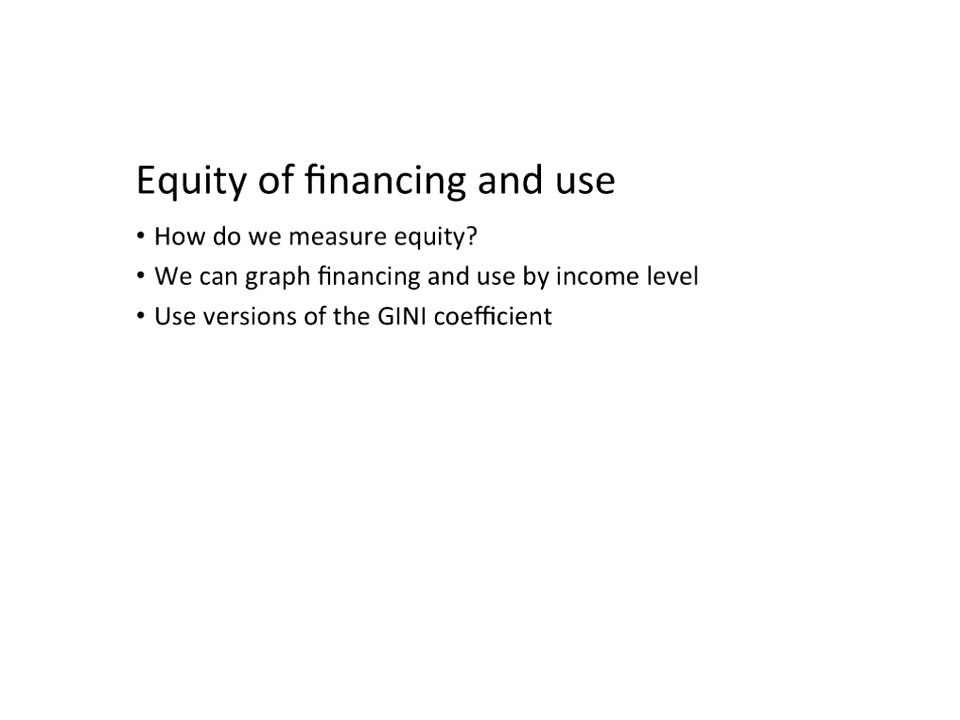 Equity of financing and use
• How do we measure equity?
• We can graph financing and use by income level
• Use versions of the GINI coefficient